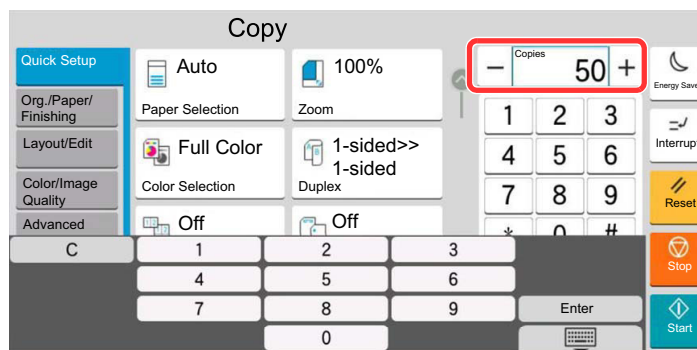 Copy
Quick Setup
Org./Paper/
Finishing
Layout/Edit
Color/Image
Quality
Advanced
Auto
Paper Selection
100%
Zoom
Full Color
Color Selection
1-sided>>
1-sided
Duplex
Off
Off
− Copies 50 +
1 2 3
4 5 6
7 8 9
* 0 #
Energy Save
Interrupt
Reset
Stop
Start
C 1 2 3
4 5 6
7 8 9
Enter
0